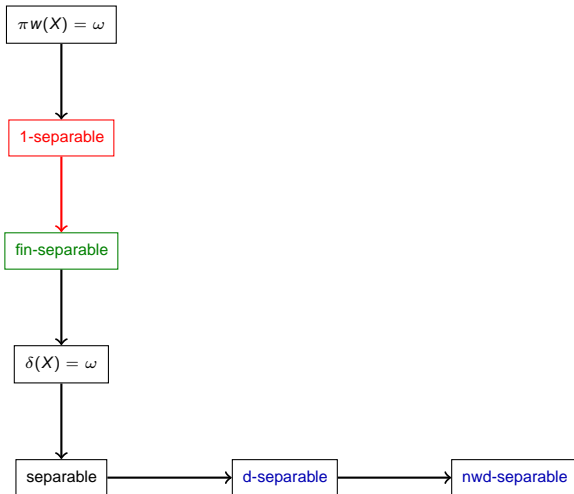 πw(X) = ω
1-separable
fin-separable
δ(X) = ω
separable
d-separable
nwd-separable